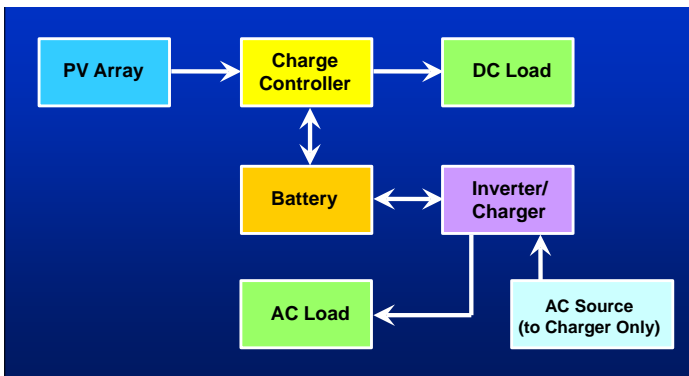 PV Array
Charge
Controller
DC Load
Battery
Inverter/
Charger
AC Load
AC Source
(to Charger Only)